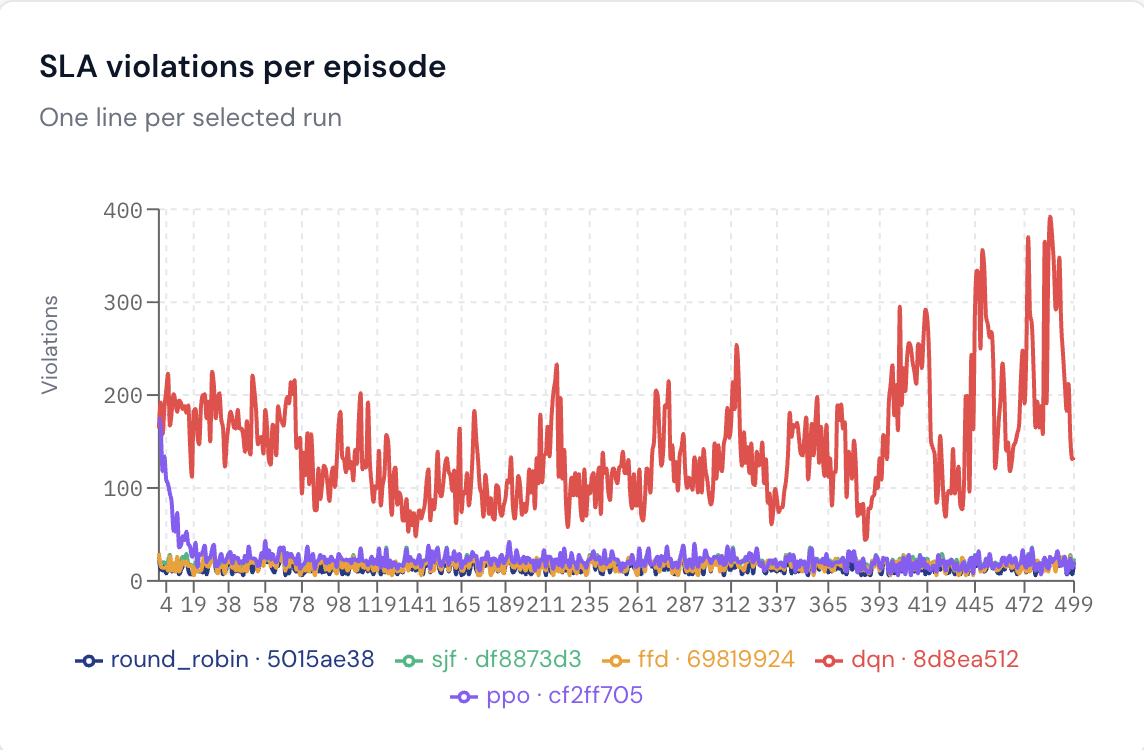 SLA violations per episode
One line per selected run
400
300
200
100
0
Violations
4 19 38 58 78 98 119 141 165 189 211 235 261 287 312 337 365 393 419 445 472 499
round_robin · 5015ae38 sjf · df8873d3 ffd · 69819924 dqn · 8d8ea512
ppo · cf2ff705